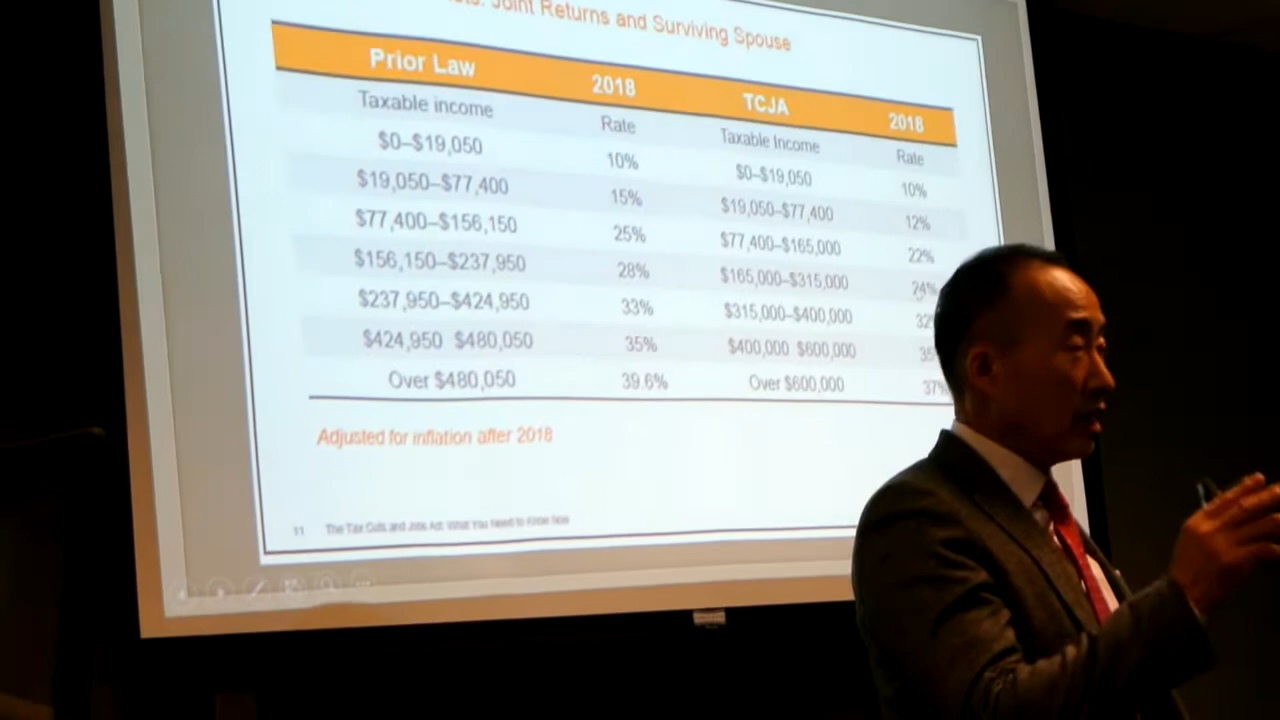 Joint Returns and Surviving Spouse
Prior Law 2018 TCJA 2018
Taxable income Rate Taxable Income Rate
$0–$19,050 10% $0–$19,050 10%
$19,050–$77,400 15% $19,050–$77,400 12%
$77,400–$156,150 25% $77,400–$165,000 22%
$156,150–$237,950 28% $165,000–$315,000 24%
$237,950–$424,950 33% $315,000–$400,000 32
$424,950 $480,050 35% $400,000 $600,000 35
Over $480,050 39.6% Over $600,000 37%
Adjusted for inflation after 2018
11 The Tax Cuts and Jobs Act: What You Need to Know Now